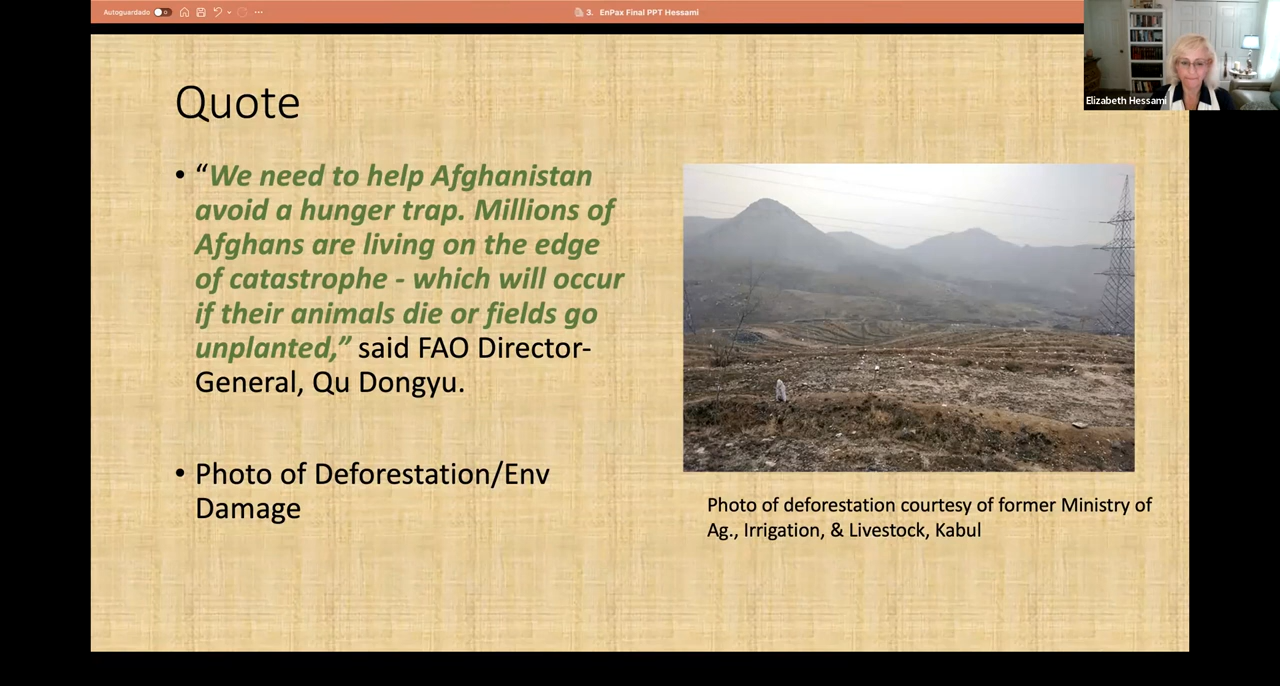 Autoguardado
3. EnPax Final PPT Hessami
Elizabeth Hessami
Quote
• “We need to help Afghanistan
avoid a hunger trap. Millions of
Afghans are living on the edge
of catastrophe - which will occur
if their animals die or fields go
unplanted,” said FAO Director-
General, Qu Dongyu.
• Photo of Deforestation/Env
Damage
Photo of deforestation courtesy of former Ministry of
Ag., Irrigation, & Livestock, Kabul